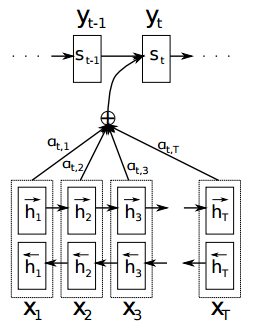 y_{t-1} y_t
. . . s_{t-1} s_t . . .
⊕
a_{t,1} a_{t,2} a_{t,3} a_{t,T}
\overrightarrow{h}_1 \overrightarrow{h}_2 \overrightarrow{h}_3 \overrightarrow{h}_T
\overleftarrow{h}_1 \overleftarrow{h}_2 \overleftarrow{h}_3 \overleftarrow{h}_T
x_1 x_2 x_3 x_T